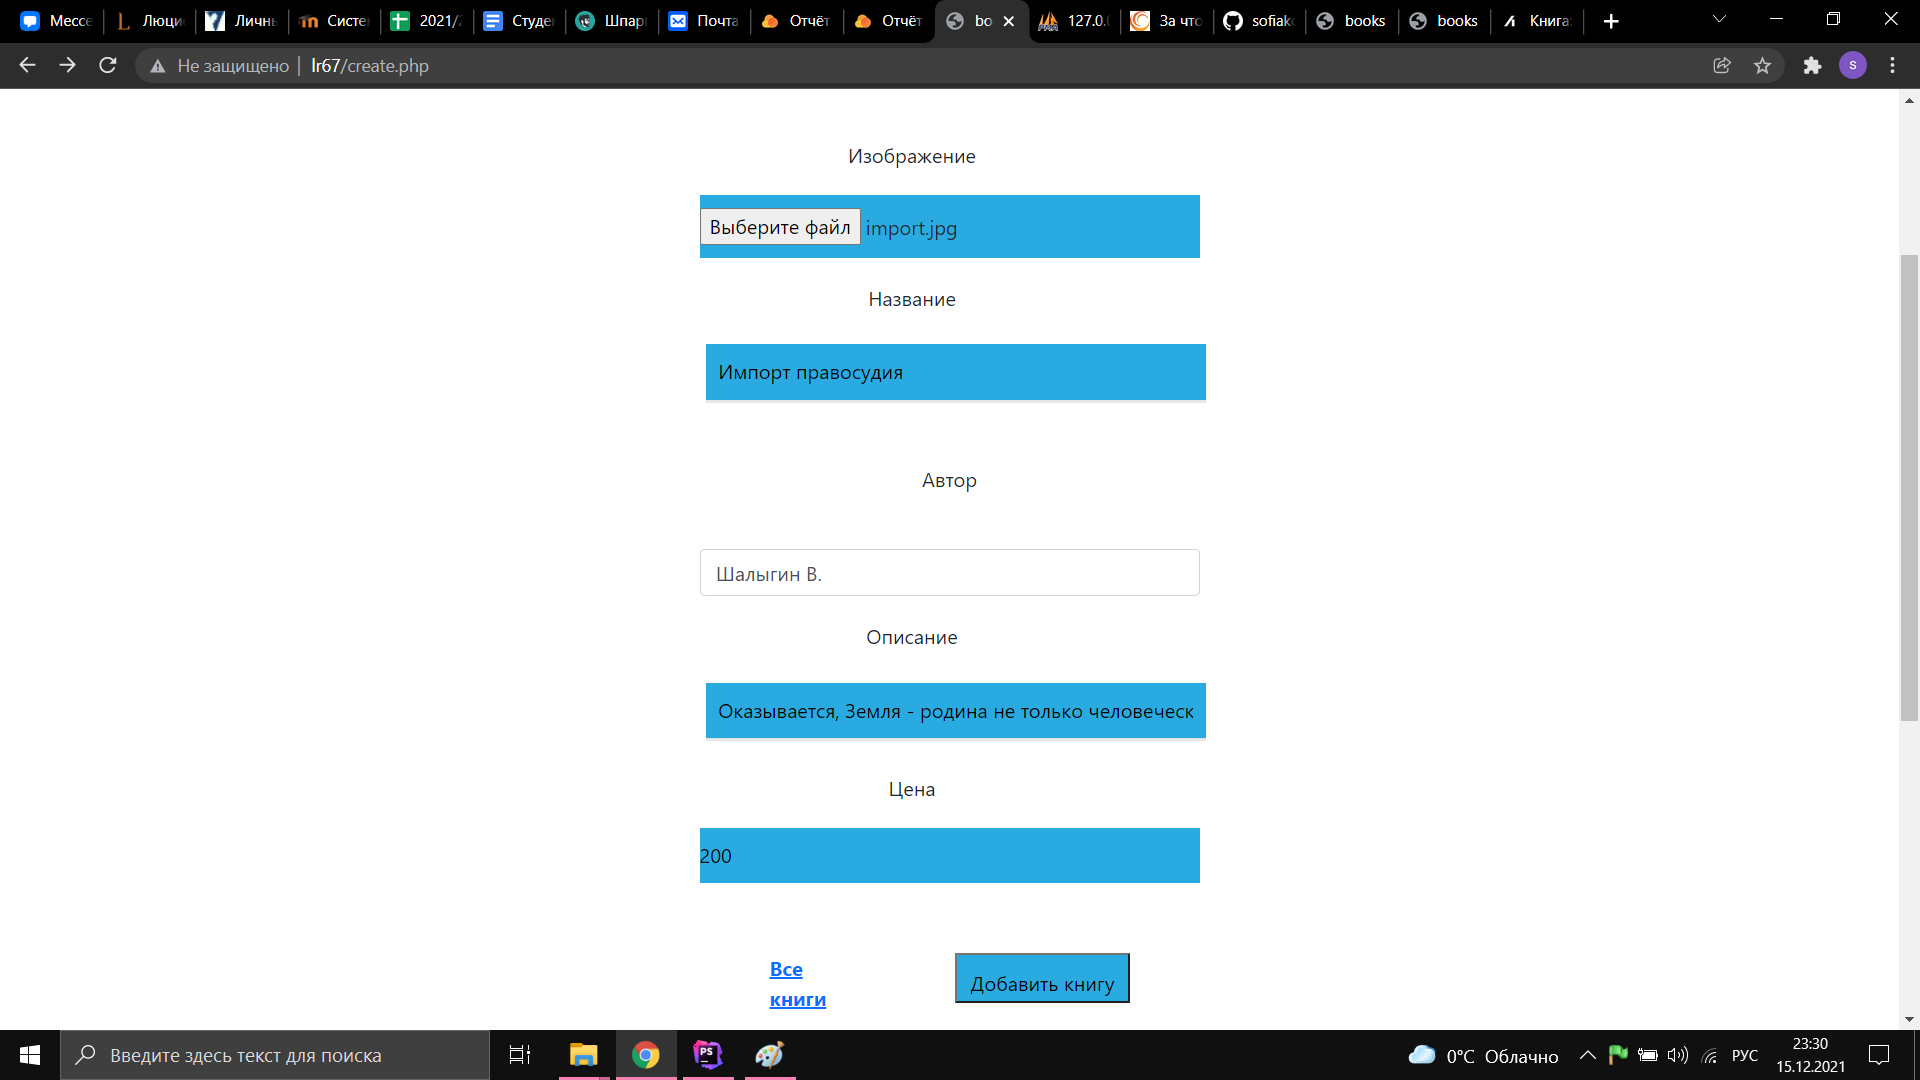 Мессе
Люци
Личнь
Систе
2021/2
Студе
Шпар
Почта
Отчёт
Отчёт
bo
127.0.
За что
sofiak
books
books
Книга:
Не защищено | lr67/create.php
s
Изображение
Выберите файл import.jpg
Название
Импорт правосудия
Автор
Шалыгин В.
Описание
Оказывается, Земля - родина не только человеческ
Цена
200
Все
книги
Добавить книгу
Введите здесь текст для поиска
PS
0°C Облачно
РУС
23:30
15.12.2021